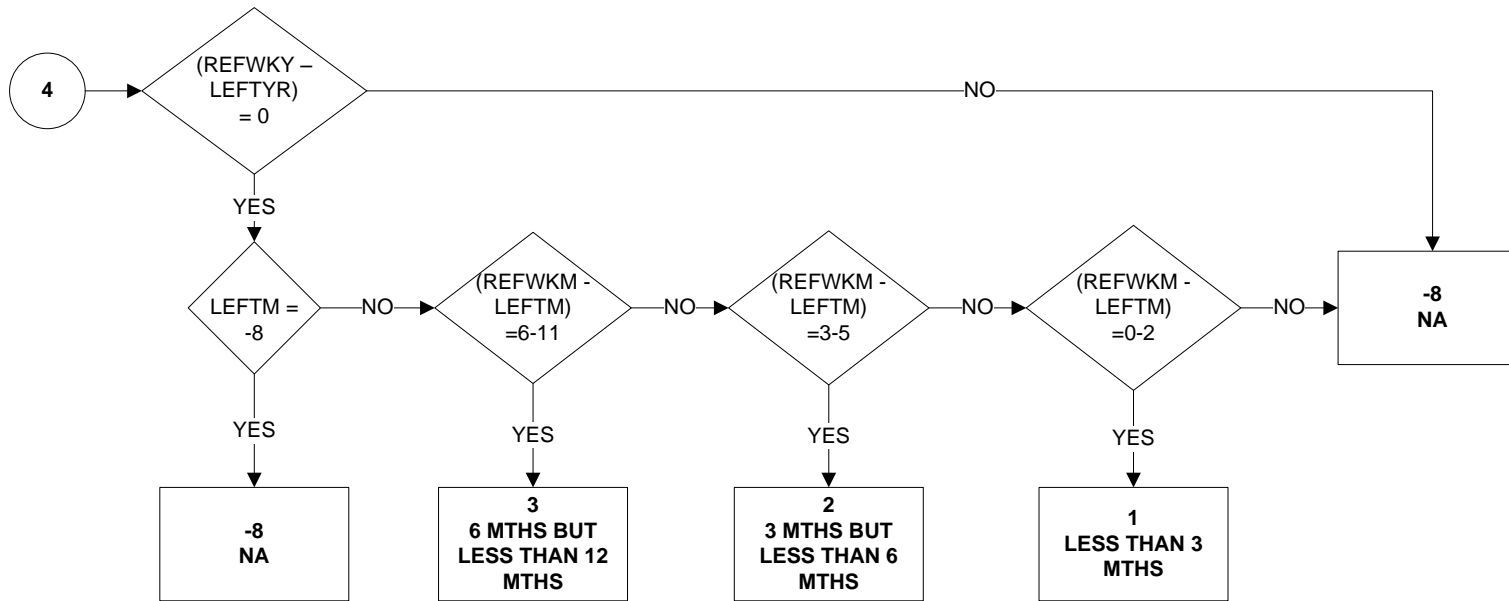 4
(REFWKY –
LEFTYR)
= 0
NO
YES
LEFTM =
-8
NO
(REFWKM -
LEFTM)
=6-11
NO
(REFWKM -
LEFTM)
=3-5
NO
(REFWKM -
LEFTM)
=0-2
NO
-8
NA
YES
YES
YES
YES
-8
NA
3
6 MTHS BUT
LESS THAN 12
MTHS
2
3 MTHS BUT
LESS THAN 6
MTHS
1
LESS THAN 3
MTHS